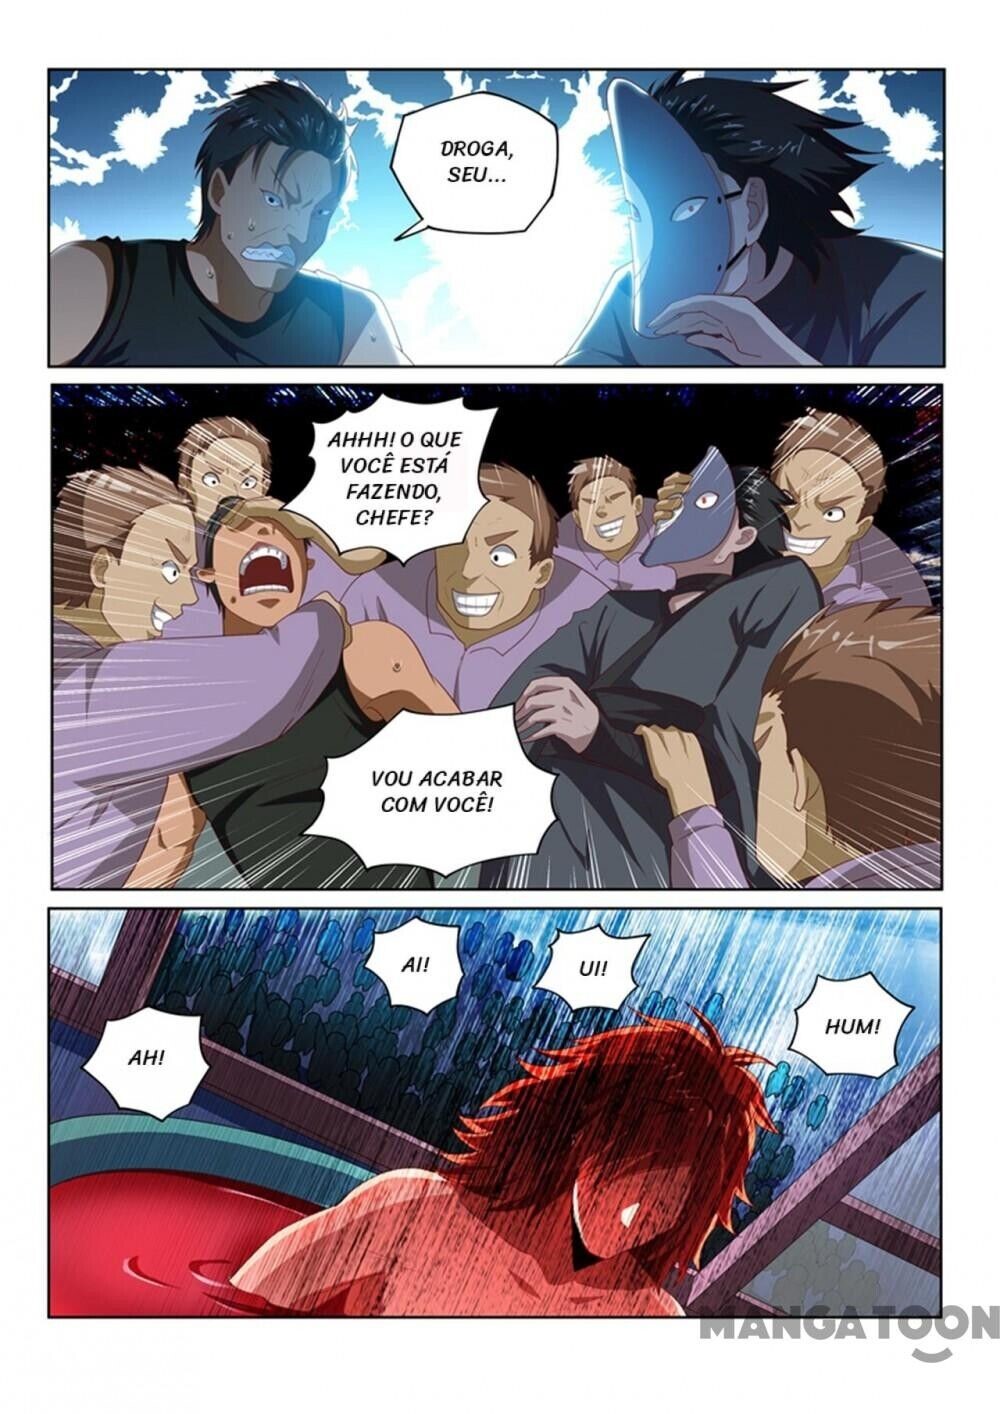 DROGA,
SEU...
AHHH! O QUE
VOCÊ ESTÁ
FAZENDO,
CHEFE?
VOU ACABAR
COM VOCÊ!
AI!
UI!
HUM!
AH!
MANGATOON